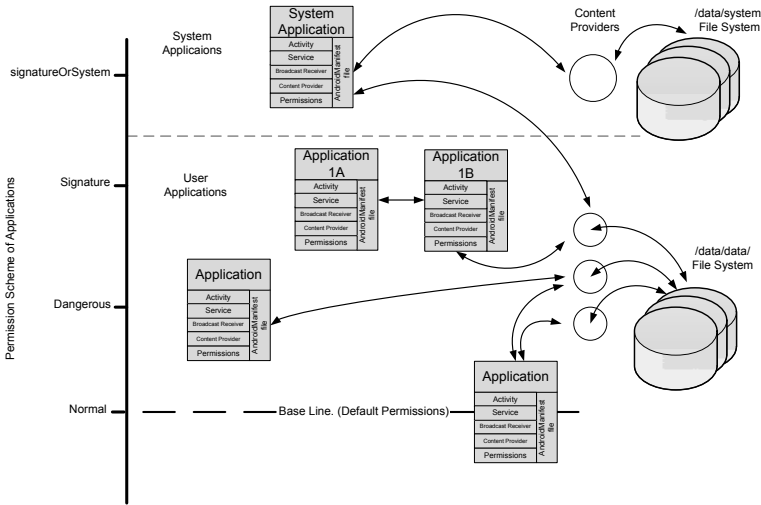 System
Applicaions
System
Application
Activity
Service
Broadcast Receiver
Content Provider
Permissions
AndroidManifest
file
Content
Providers
/data/system
File System
signatureOrSystem
Permission Scheme of Applications
Signature
User
Applications
Application
1A
Activity
Service
Broadcast Receiver
Content Provider
Permissions
AndroidManifest
file
Application
1B
Activity
Service
Broadcast Receiver
Content Provider
Permissions
AndroidManifest
file
/data/data/
File System
Dangerous
Application
Activity
Service
Broadcast Receiver
Content Provider
Permissions
AndroidManifest
file
Normal
Base Line. (Default Permissions)
Application
Activity
Service
Broadcast Receiver
Content Provider
Permissions
AndroidManifest
file